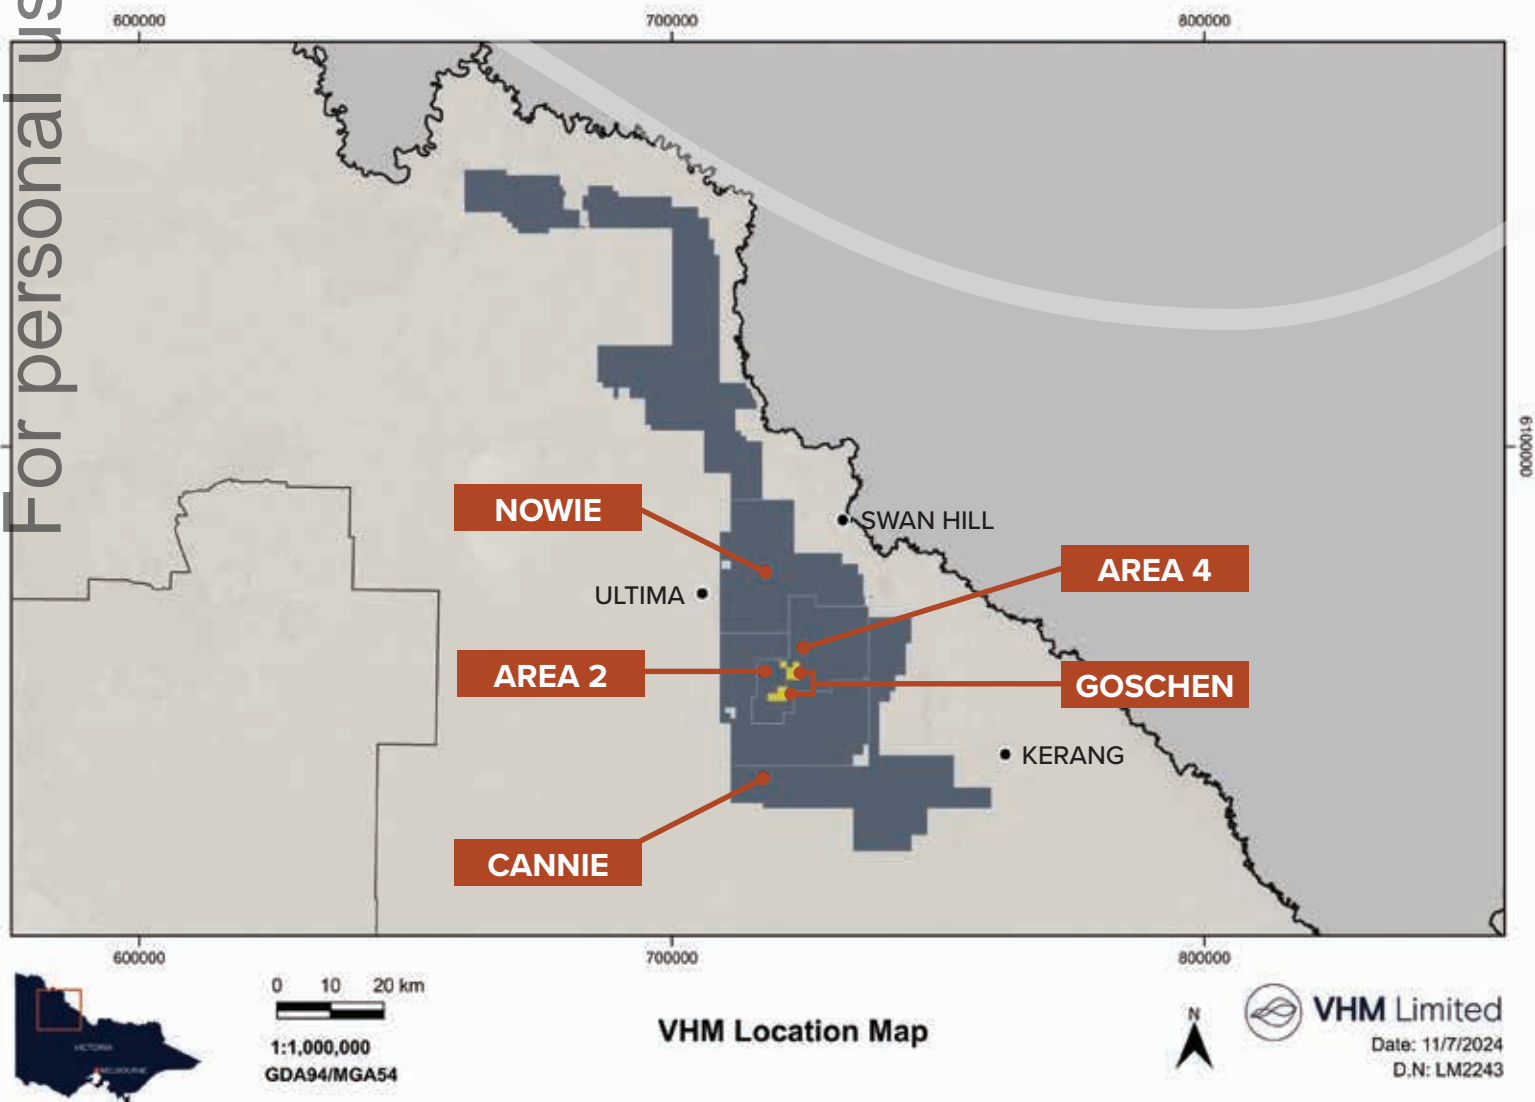 600000
700000
800000
For personal us
6100000
NOWIE
SWAN HILL
AREA 4
ULTIMA
AREA 2
GOSCHEN
KERANG
CANNIE
600000
700000
800000
0 10 20 km
1:1,000,000
GDA94/MGA54
VICTORIA
MELBOURNE
VHM Location Map
N
VHM Limited
Date: 11/7/2024
D.N: LM2243